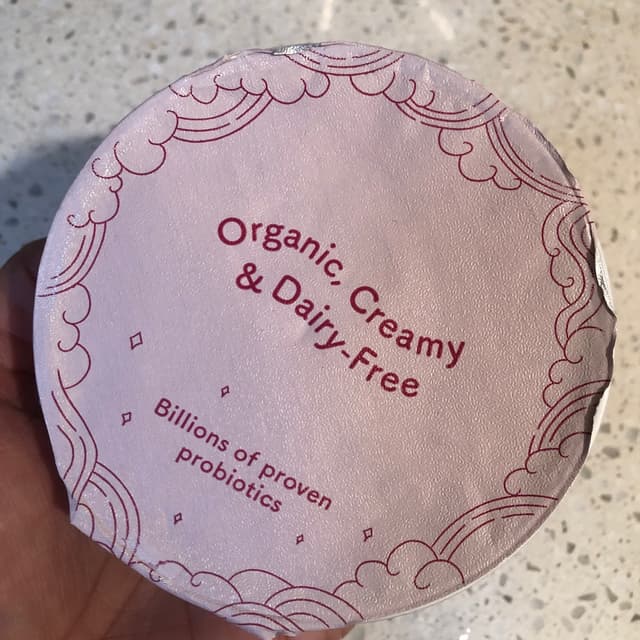 Organic, Creamy
& Dairy-Free
Billions of proven
probiotics